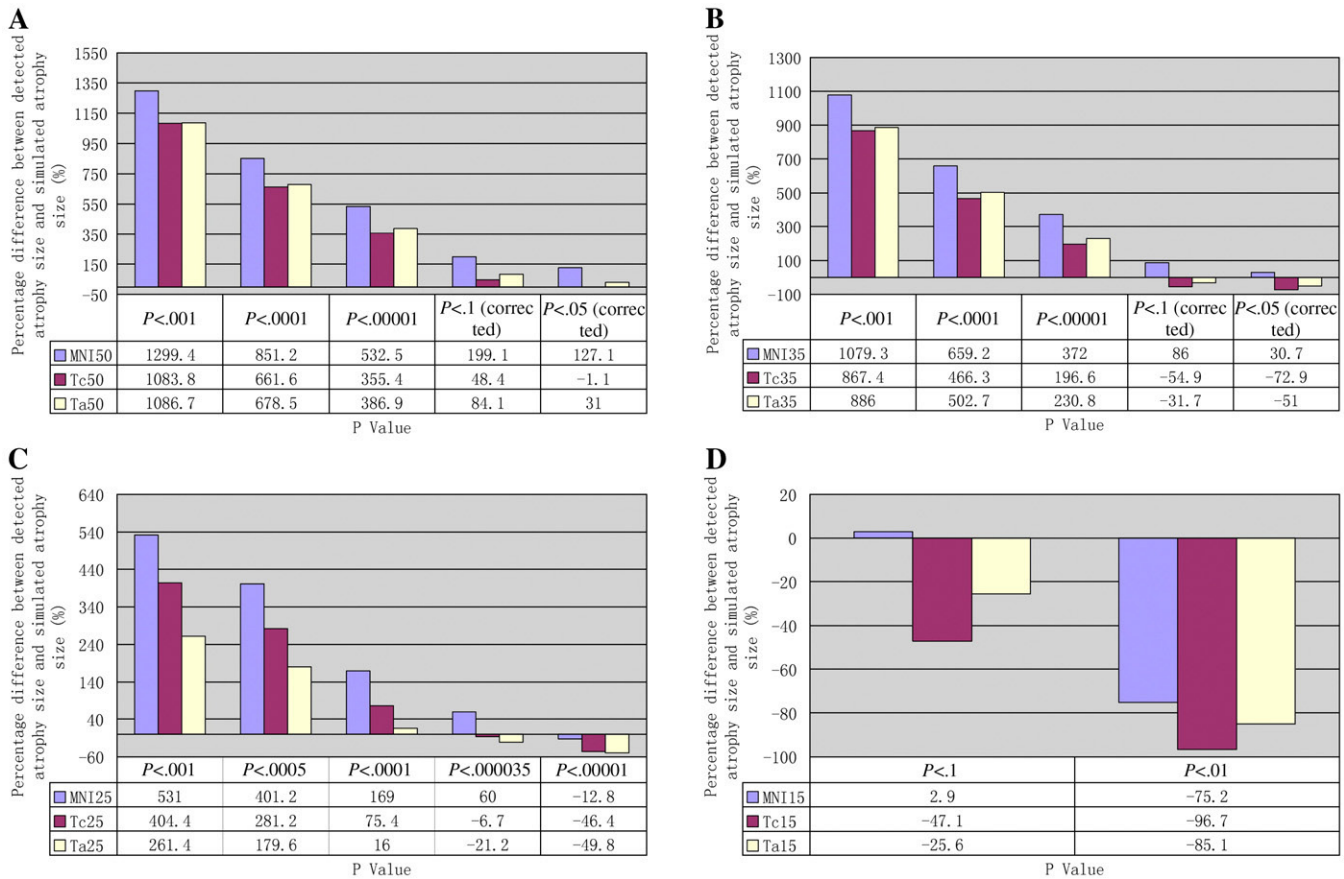 A
Percentage difference between detected
atrophy size and simulated atrophy
size (%)
1550
1350
1150
950
750
550
350
150
-50
P<.001 P<.0001 P<.00001 P<.1 (correc
ted) P<.05 (correc
ted)
MNI50 1299.4 851.2 532.5 199.1 127.1
Tc50 1083.8 661.6 355.4 48.4 -1.1
Ta50 1086.7 678.5 386.9 84.1 31
P Value
B
Percentage difference between detected
atrophy size and simulated atrophy
size (%)
1300
1100
900
700
500
300
100
-100
P<.001 P<.0001 P<.00001 P<.1 (correc
ted) P<.05 (correc
ted)
MNI35 1079.3 659.2 372 86 30.7
Tc35 867.4 466.3 196.6 -54.9 -72.9
Ta35 886 502.7 230.8 -31.7 -51
P Value
C
Percentage difference between detected
atrophy size and simulated atrophy
size (%)
640
540
440
340
240
140
40
-60
P<.001 P<.0005 P<.0001 P<.000035 P<.00001
MNI25 531 401.2 169 60 -12.8
Tc25 404.4 281.2 75.4 -6.7 -46.4
Ta25 261.4 179.6 16 -21.2 -49.8
P Value
D
Percentage difference between detected
atrophy size and simulated atrophy
size (%)
20
0
-20
-40
-60
-80
-100
P<.1 P<.01
MNI15 2.9 -75.2
Tc15 -47.1 -96.7
Ta15 -25.6 -85.1
P Value